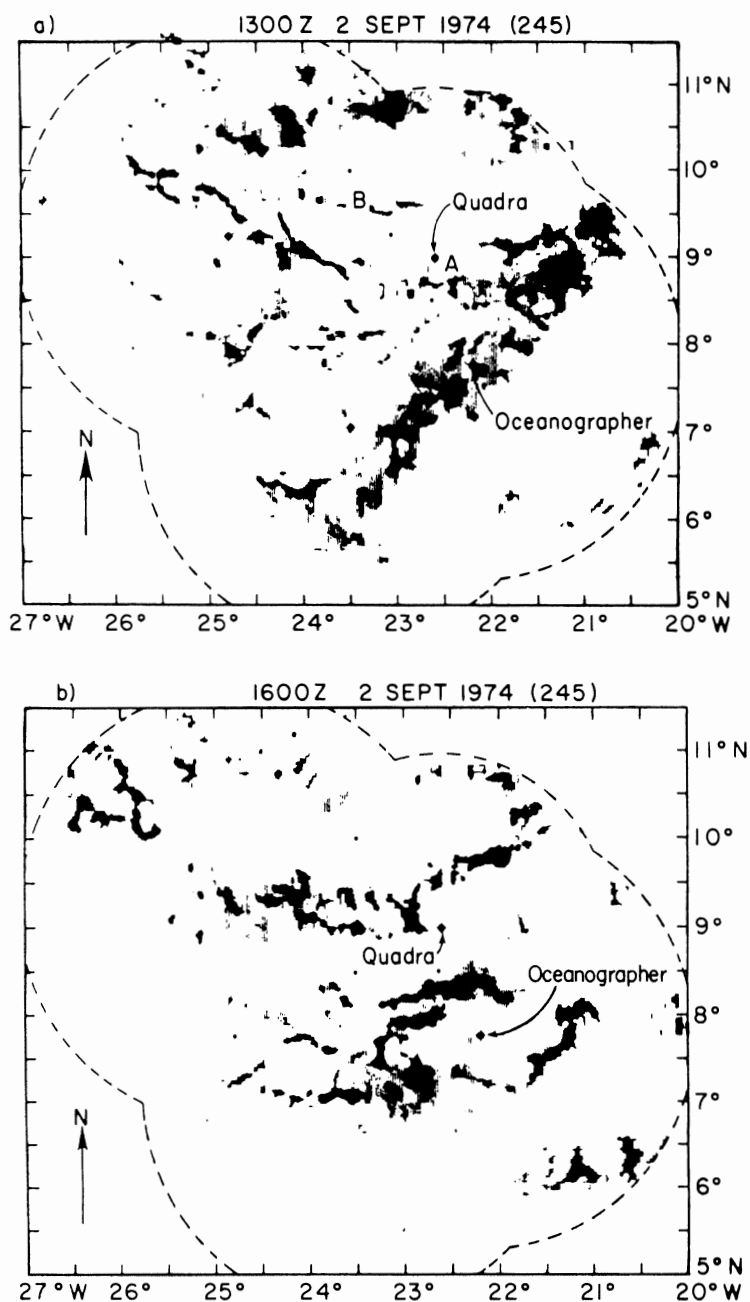 a) 1300 Z 2 SEPT 1974 (245)
11°N
10°
B
Quadra
9°
A
8°
Oceanographer
7°
N
6°
5°N
27°W 26° 25° 24° 23° 22° 21° 20°W
b) 1600Z 2 SEPT 1974 (245)
11°N
10°
9°
Quadra
Oceanographer
8°
7°
N
6°
5°N
27°W 26° 25° 24° 23° 22° 21° 20°W